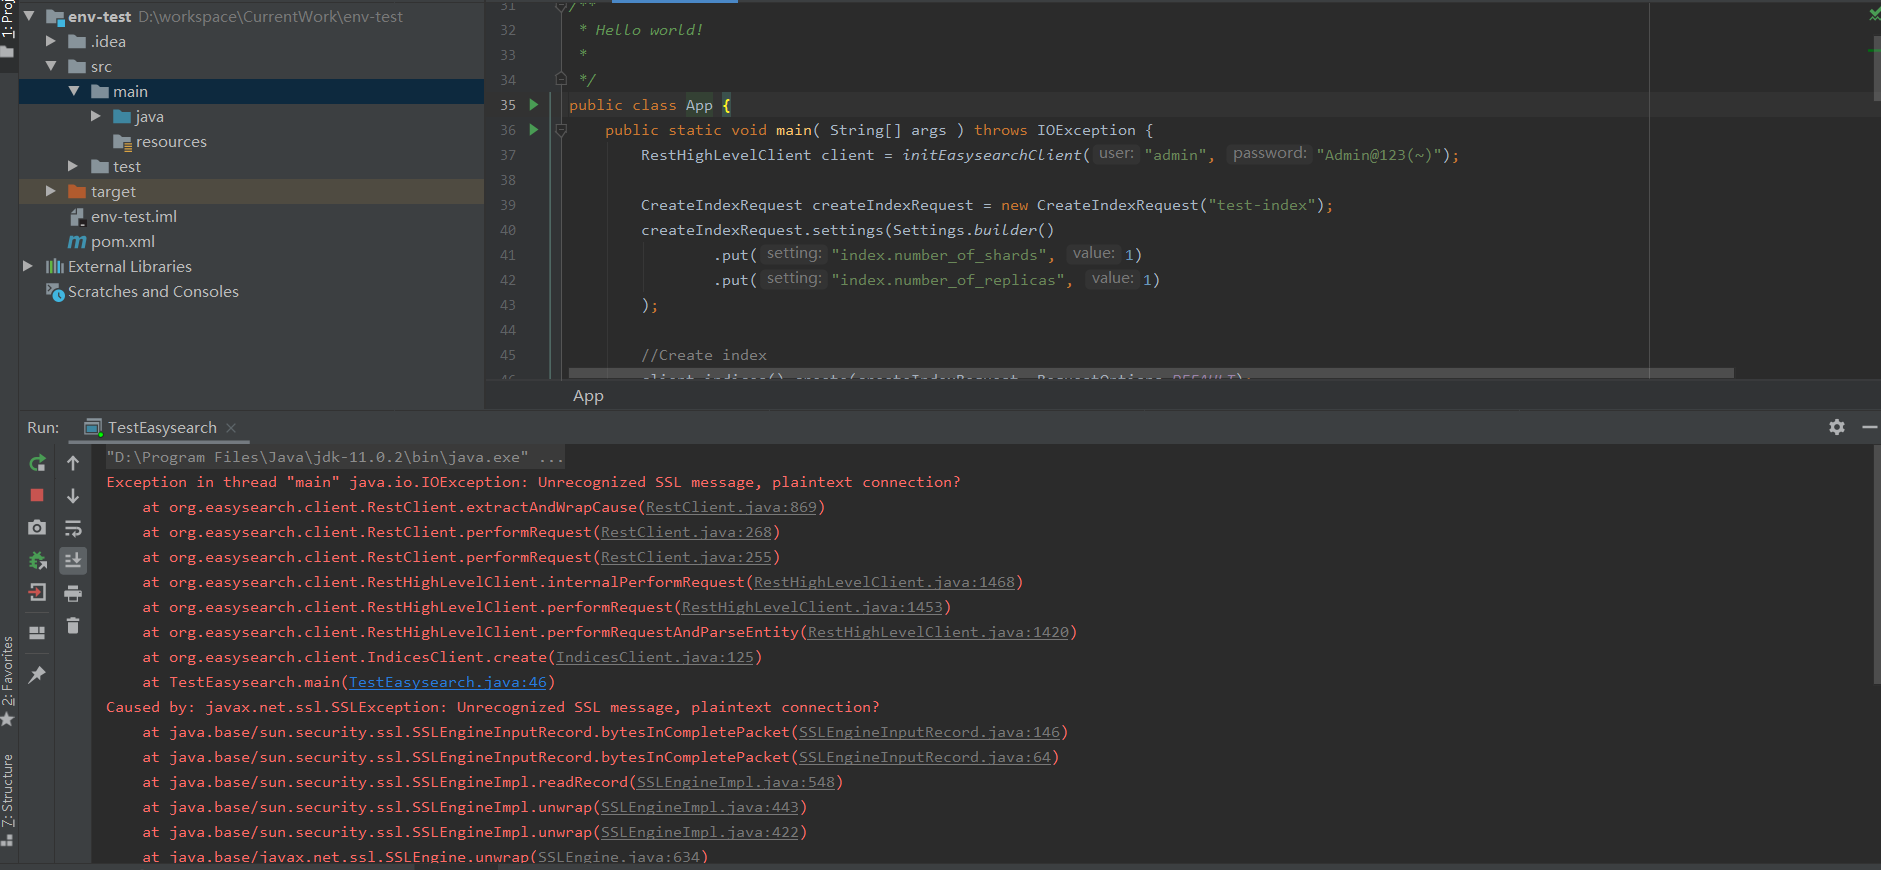 1: Proj
env-test D:\workspace\CurrentWork\env-test
.idea
src
main
java
resources
test
target
env-test.iml
pom.xml
External Libraries
Scratches and Consoles
31 /**
32 * Hello world!
33 *
34 */
35 public class App {
36 public static void main( String[] args ) throws IOException {
37 RestHighLevelClient client = initEasysearchClient( user: "admin", password: "Admin@123(~)");
38
39 CreateIndexRequest createIndexRequest = new CreateIndexRequest("test-index");
40 createIndexRequest.settings(Settings.builder()
41 .put( setting: "index.number_of_shards", value: 1)
42 .put( setting: "index.number_of_replicas", value: 1)
43 );
44
45 //Create index
46 client.indices().create(createIndexRequest, RequestOptions.DEFAULT);
App
Run: TestEasysearch
"D:\Program Files\Java\jdk-11.0.2\bin\java.exe" ...
Exception in thread "main" java.io.IOException: Unrecognized SSL message, plaintext connection?
at org.easysearch.client.RestClient.extractAndWrapCause(RestClient.java:869)
at org.easysearch.client.RestClient.performRequest(RestClient.java:268)
at org.easysearch.client.RestClient.performRequest(RestClient.java:255)
at org.easysearch.client.RestHighLevelClient.internalPerformRequest(RestHighLevelClient.java:1468)
at org.easysearch.client.RestHighLevelClient.performRequest(RestHighLevelClient.java:1453)
at org.easysearch.client.RestHighLevelClient.performRequestAndParseEntity(RestHighLevelClient.java:1420)
at org.easysearch.client.IndicesClient.create(IndicesClient.java:125)
at TestEasysearch.main(TestEasysearch.java:46)
Caused by: javax.net.ssl.SSLException: Unrecognized SSL message, plaintext connection?
at java.base/sun.security.ssl.SSLEngineInputRecord.bytesInCompletePacket(SSLEngineInputRecord.java:146)
at java.base/sun.security.ssl.SSLEngineInputRecord.bytesInCompletePacket(SSLEngineInputRecord.java:64)
at java.base/sun.security.ssl.SSLEngineImpl.readRecord(SSLEngineImpl.java:548)
at java.base/sun.security.ssl.SSLEngineImpl.unwrap(SSLEngineImpl.java:443)
at java.base/sun.security.ssl.SSLEngineImpl.unwrap(SSLEngineImpl.java:422)
at java.base/javax.net.ssl.SSLEngine.unwrap(SSLEngine.java:634)
2: Favorites
7: Structure